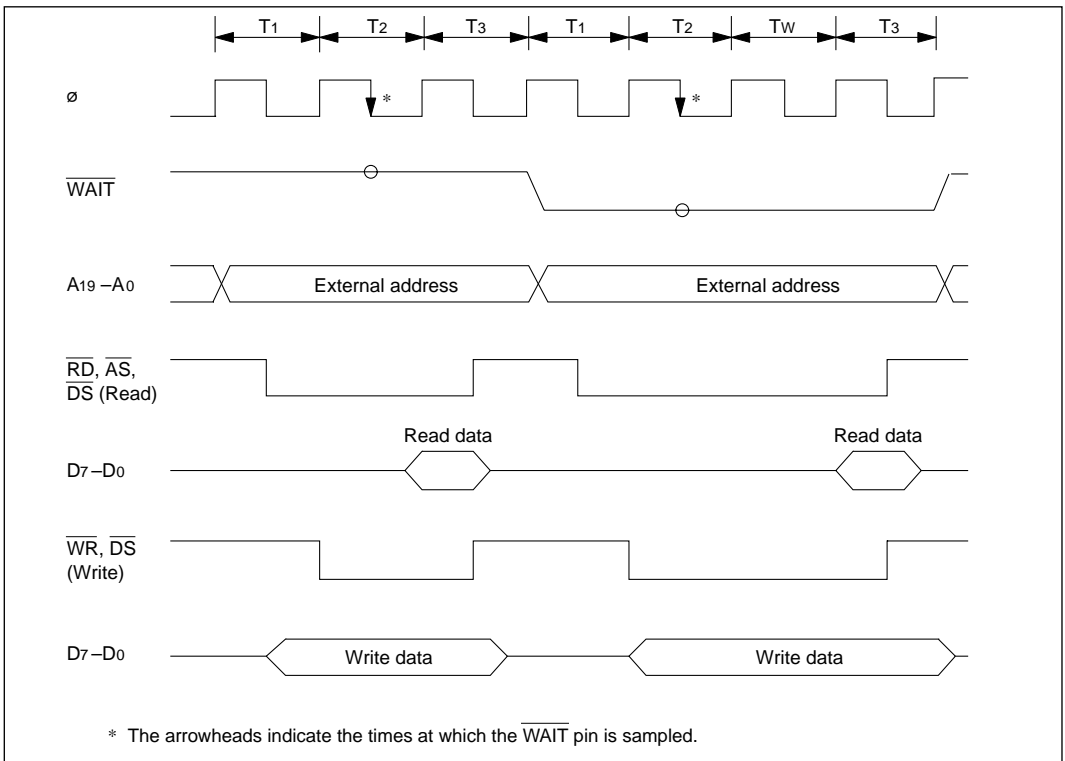 T1 T2 T3 T1 T2 TW T3
ø * *
WAIT
A19 –A0 External address External address
RD, AS,
DS (Read)
Read data Read data
D7–D0
WR, DS
(Write)
D7–D0 Write data Write data
* The arrowheads indicate the times at which the WAIT pin is sampled.